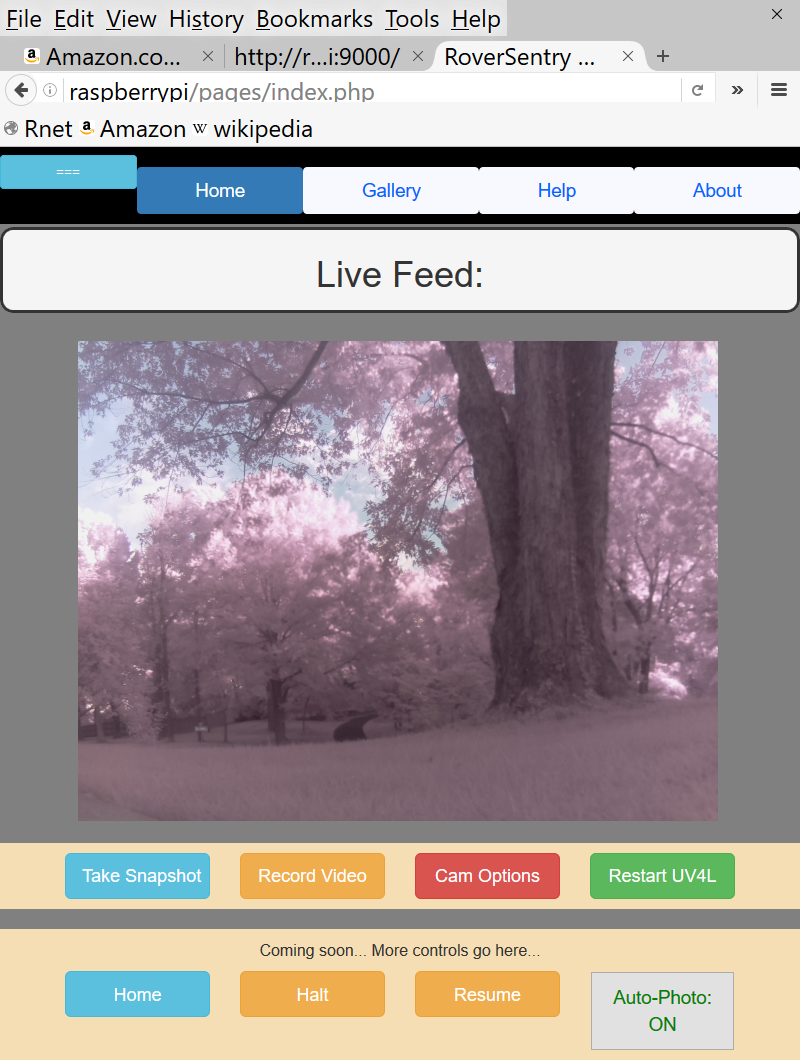 File Edit View History Bookmarks Tools Help
Amazon.co... http://r...i:9000/ RoverSentry ...
raspberrypi/pages/index.php
Rnet Amazon W wikipedia
===
Home Gallery Help About
Live Feed:
Take Snapshot Record Video Cam Options Restart UV4L
Coming soon... More controls go here...
Home Halt Resume Auto-Photo:
ON